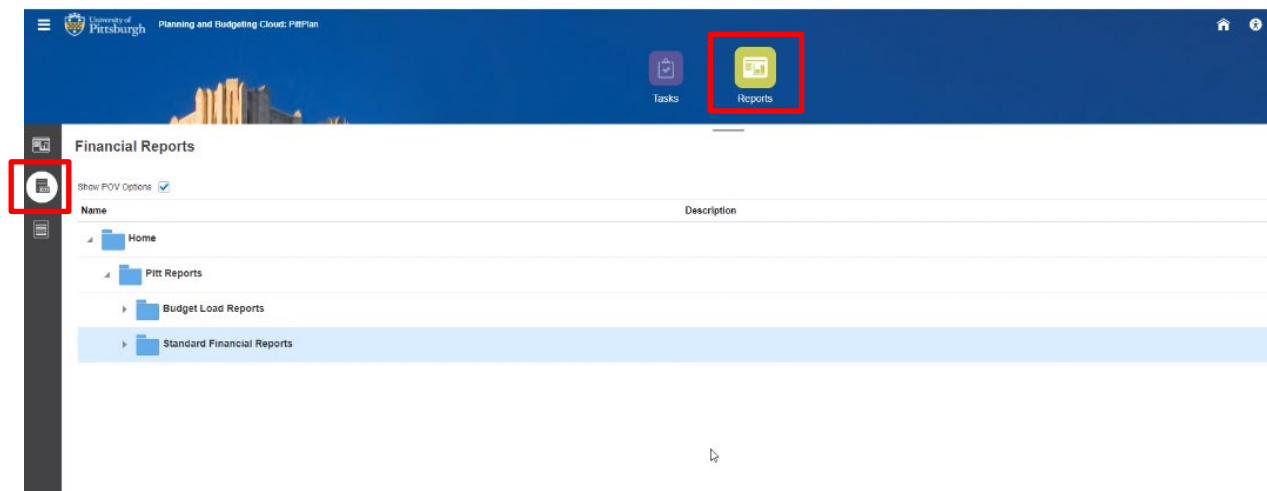 University of
Pittsburgh
Planning and Budgeting Cloud: PittPlan
Tasks
Reports
Financial Reports
Show POV Options
Name
Description
Home
Pitt Reports
Budget Load Reports
Standard Financial Reports